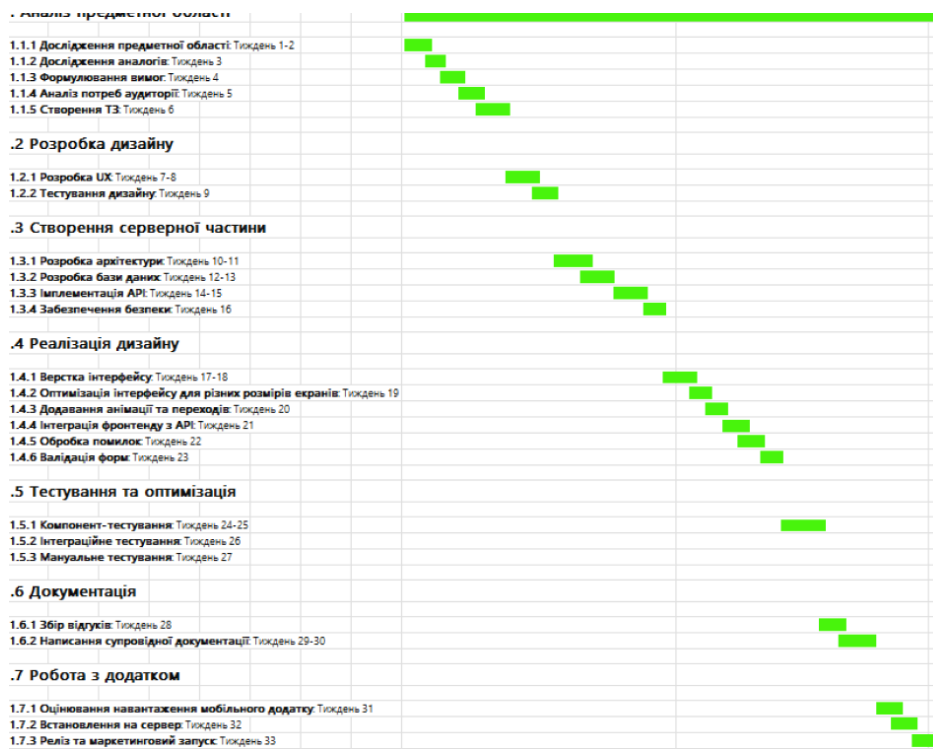 . Аналіз предметної області
1.1.1 Дослідження предметної області: Тиждень 1-2
1.1.2 Дослідження аналогів: Тиждень 3
1.1.3 Формулювання вимог: Тиждень 4
1.1.4 Аналіз потреб аудиторії: Тиждень 5
1.1.5 Створення ТЗ: Тиждень 6
.2 Розробка дизайну
1.2.1 Розробка UX: Тиждень 7-8
1.2.2 Тестування дизайну: Тиждень 9
.3 Створення серверної частини
1.3.1 Розробка архітектури: Тиждень 10-11
1.3.2 Розробка бази даних: Тиждень 12-13
1.3.3 Імплементація API: Тиждень 14-15
1.3.4 Забезпечення безпеки: Тиждень 16
.4 Реалізація дизайну
1.4.1 Верстка інтерфейсу: Тиждень 17-18
1.4.2 Оптимізація інтерфейсу для різних розмірів екранів: Тиждень 19
1.4.3 Додавання анімації та переходів: Тиждень 20
1.4.4 Інтеграція фронтенду з API: Тиждень 21
1.4.5 Обробка помилок: Тиждень 22
1.4.6 Валідація форм: Тиждень 23
.5 Тестування та оптимізація
1.5.1 Компонент-тестування: Тиждень 24-25
1.5.2 Інтеграційне тестування: Тиждень 26
1.5.3 Мануальне тестування: Тиждень 27
.6 Документація
1.6.1 Збір відгуків: Тиждень 28
1.6.2 Написання супровідної документації: Тиждень 29-30
.7 Робота з додатком
1.7.1 Оцінювання навантаження мобільного додатку: Тиждень 31
1.7.2 Встановлення на сервер: Тиждень 32
1.7.3 Реліз та маркетинговий запуск: Тиждень 33